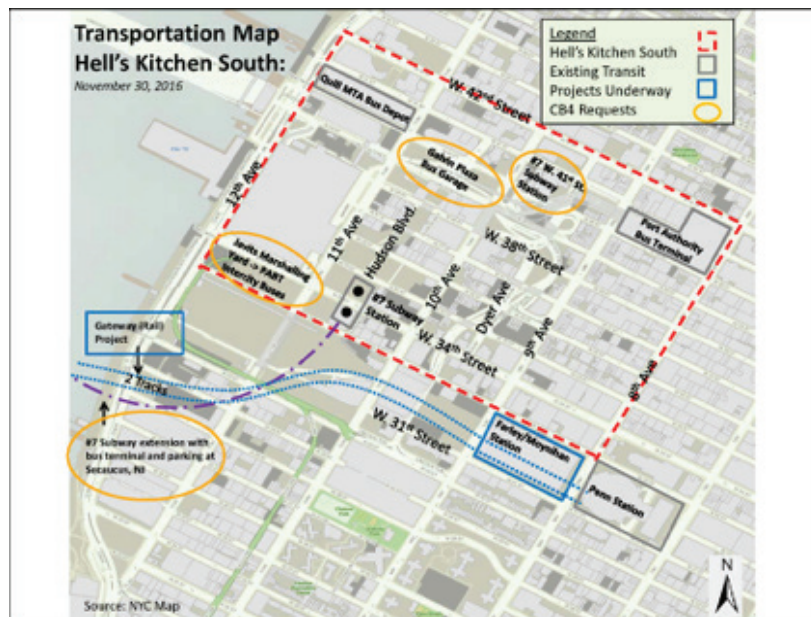 Transportation Map
Hell's Kitchen South:
November 30, 2016
Legend
Hell's Kitchen South
Existing Transit
Projects Underway
CB4 Requests
W. 42nd Street
Quill MTA Bus Depot
12th Ave
Galvin Plaza
Bus Garage
#7 W. 41st St.
Subway
Station
Port Authority
Bus Terminal
11th Ave
Hudson Blvd.
W. 38th Street
Javits Marshalling
Yard -> PABT
Intercity Buses
#7 Subway
Station
10th Ave
Dyer Ave
9th Ave
8th Ave
W. 34th Street
Gateway (Rail)
Project
2 Tracks
W. 31st Street
#7 Subway extension with
bus terminal and parking at
Secaucus, NJ
Farley/Moynihan
Station
Penn Station
N
Source: NYC Map